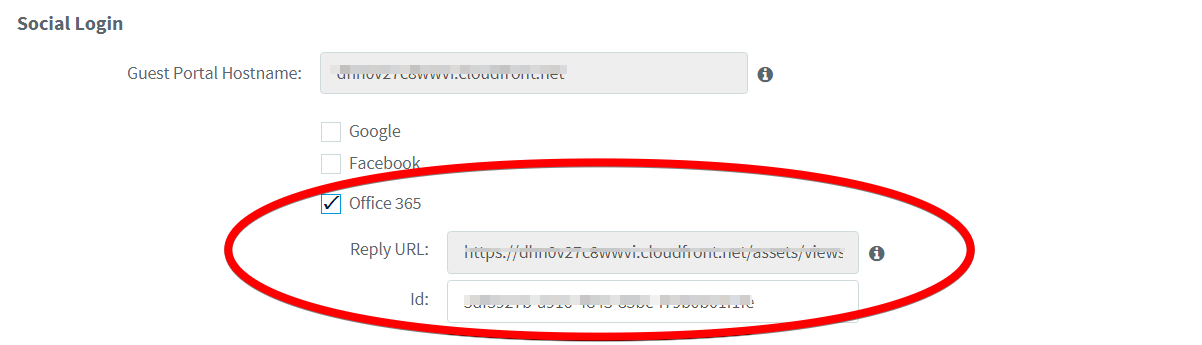 Social Login
Guest Portal Hostname:
Google
Facebook
Office 365
Reply URL:
Id: